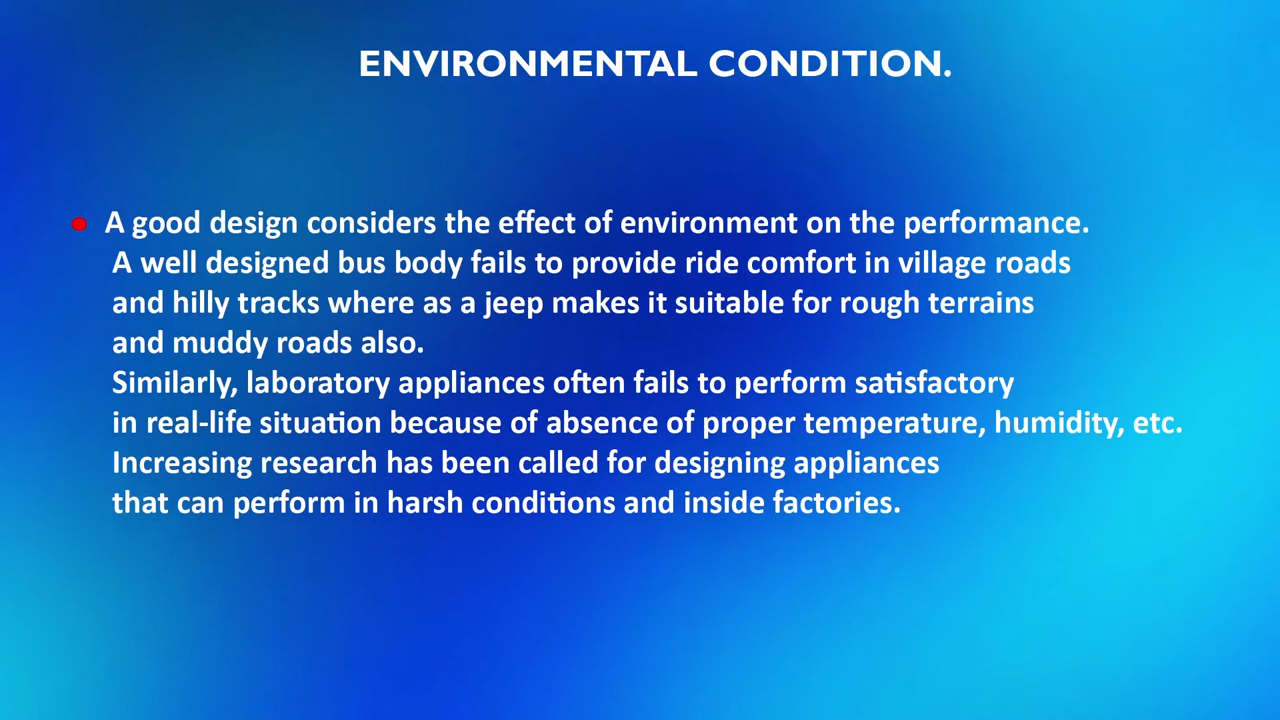 ENVIRONMENTAL CONDITION.
A good design considers the effect of environment on the performance.
A well designed bus body fails to provide ride comfort in village roads
and hilly tracks where as a jeep makes it suitable for rough terrains
and muddy roads also.
Similarly, laboratory appliances often fails to perform satisfactory
in real-life situation because of absence of proper temperature, humidity, etc.
Increasing research has been called for designing appliances
that can perform in harsh conditions and inside factories.